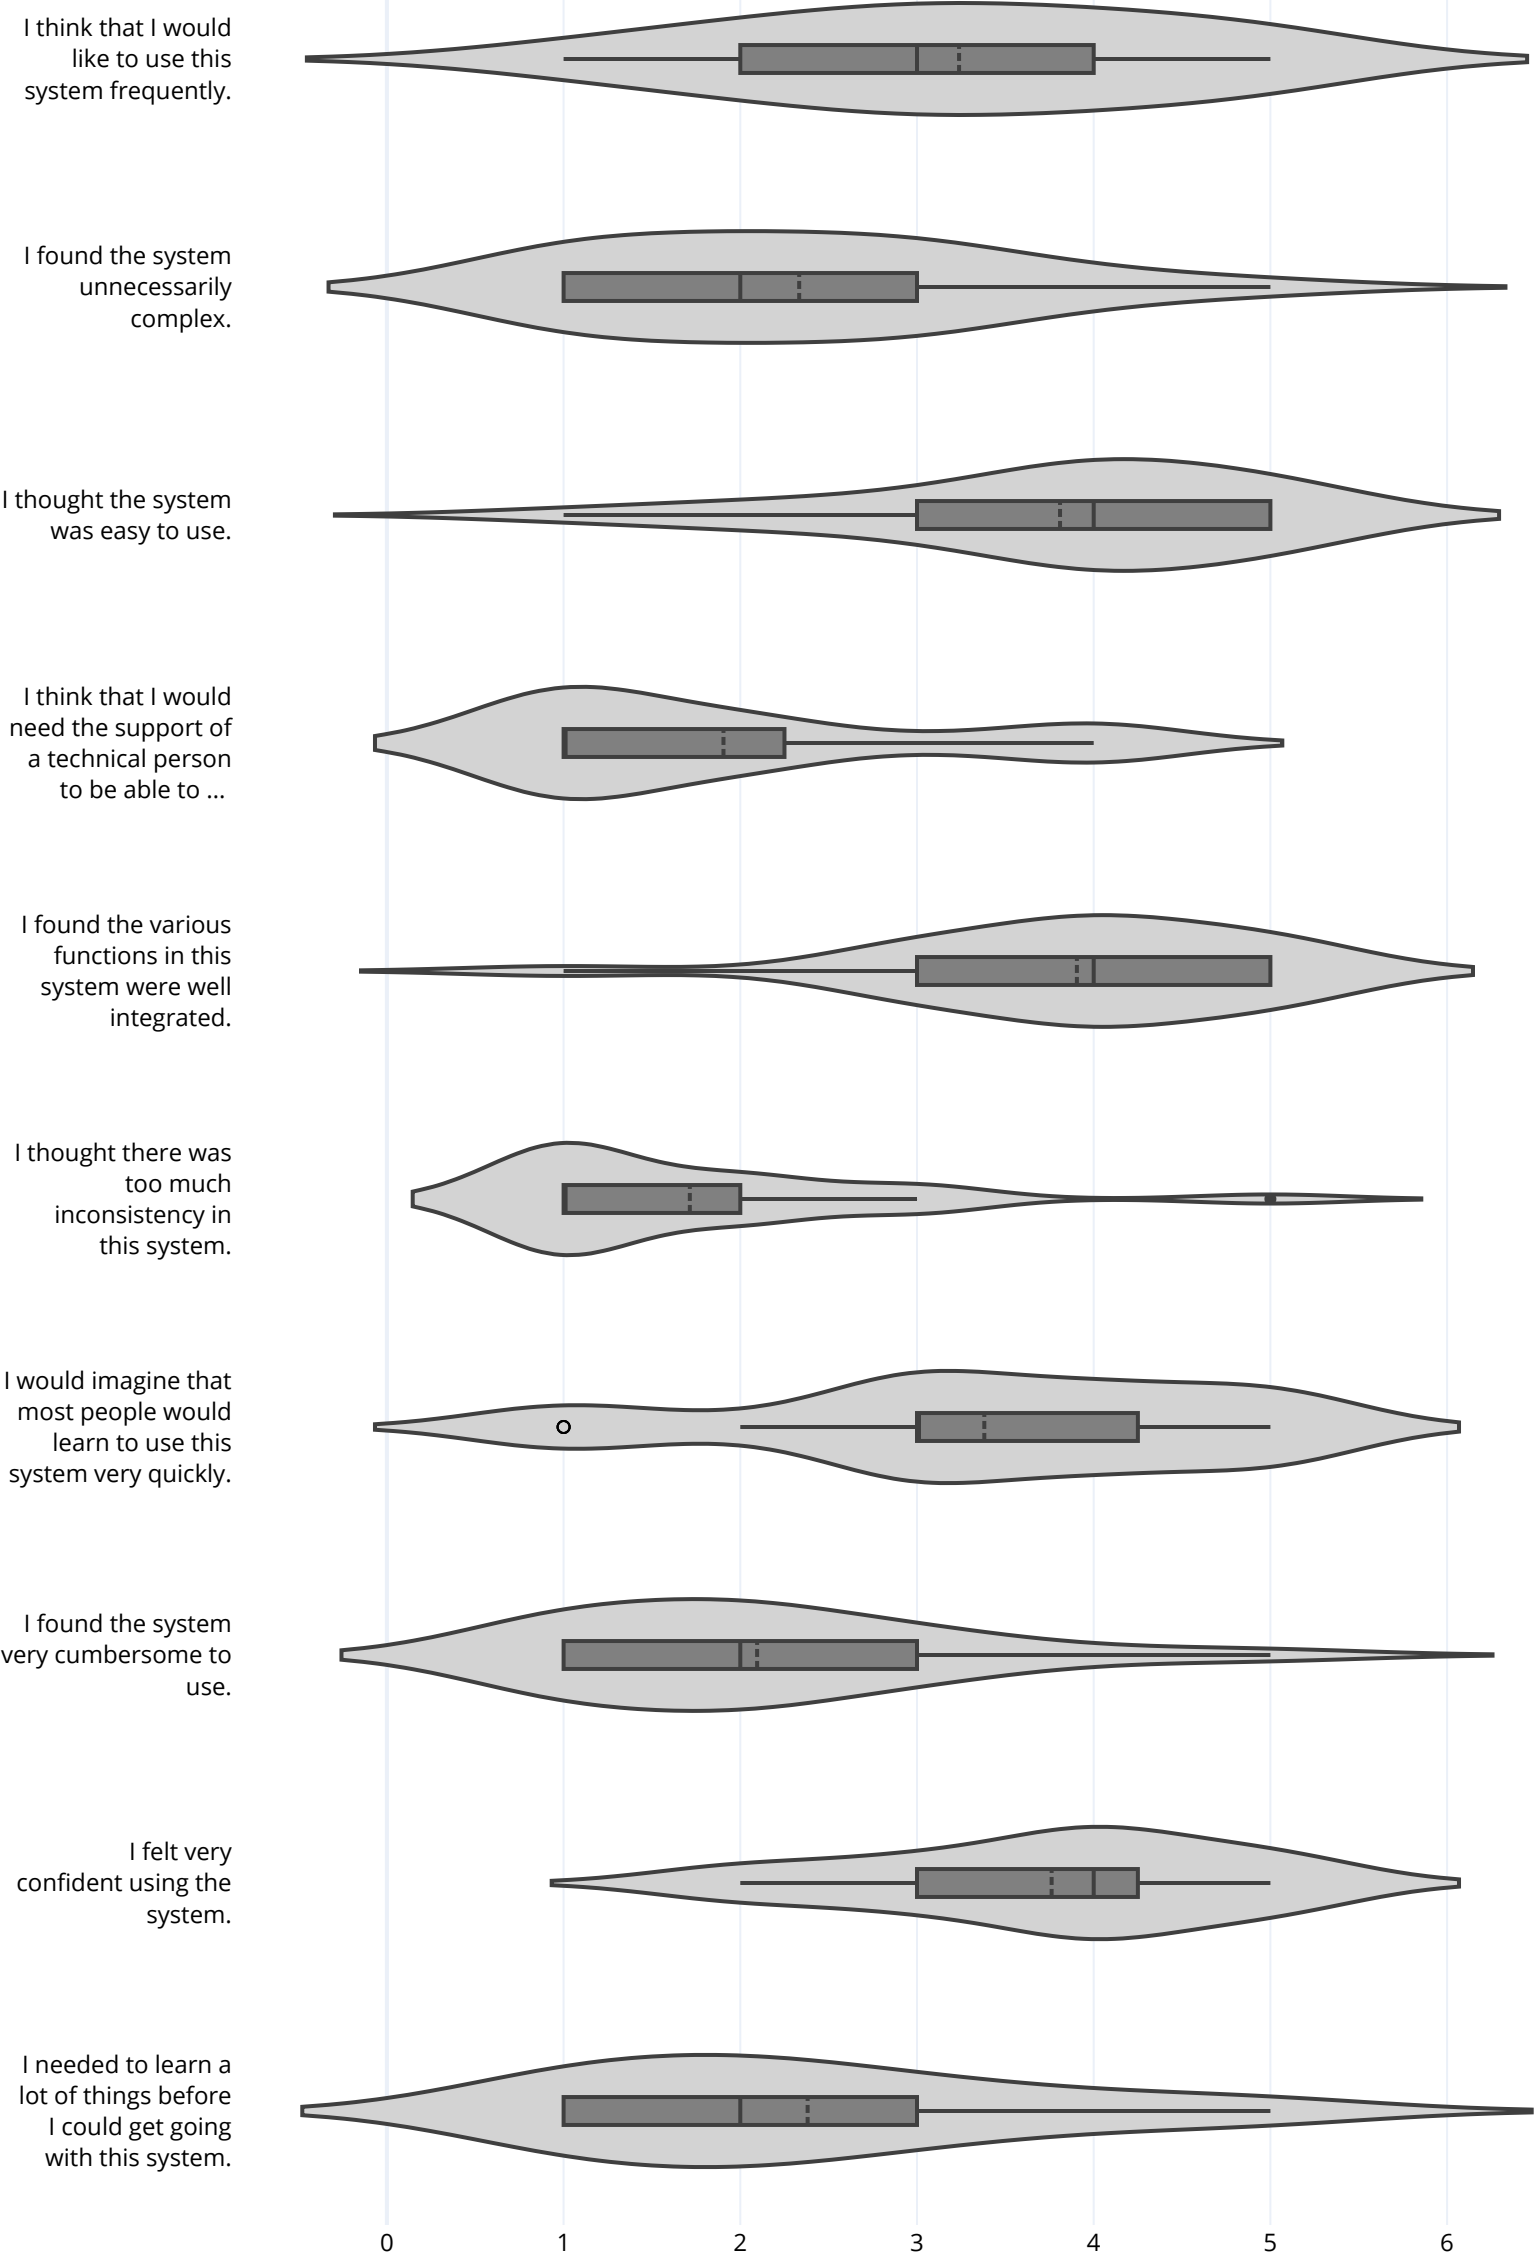 I think that I would
like to use this
system frequently.
I found the system
unnecessarily
complex.
I thought the system
was easy to use.
I think that I would
need the support of
a technical person
to be able to ...
I found the various
functions in this
system were well
integrated.
I thought there was
too much
inconsistency in
this system.
I would imagine that
most people would
learn to use this
system very quickly.
I found the system
very cumbersome to
use.
I felt very
confident using the
system.
I needed to learn a
lot of things before
I could get going
with this system.
0 1 2 3 4 5 6